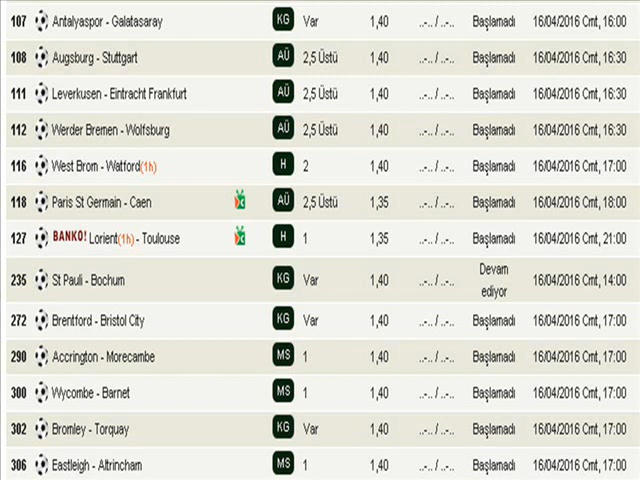 107 Antalyaspor - Galatasaray KG Var 1,40 ..-.. / ..-.. Başlamadı 16/04/2016 Cmt, 16:00
108 Augsburg - Stuttgart AÜ 2,5 Üstü 1,40 ..-.. / ..-.. Başlamadı 16/04/2016 Cmt, 16:30
111 Leverkusen - Eintracht Frankfurt AÜ 2,5 Üstü 1,40 ..-.. / ..-.. Başlamadı 16/04/2016 Cmt, 16:30
112 Werder Bremen - Wolfsburg AÜ 2,5 Üstü 1,40 ..-.. / ..-.. Başlamadı 16/04/2016 Cmt, 16:30
116 West Brom - Watford(1h) H 2 1,40 ..-.. / ..-.. Başlamadı 16/04/2016 Cmt, 17:00
118 Paris St Germain - Caen AÜ 2,5 Üstü 1,35 ..-.. / ..-.. Başlamadı 16/04/2016 Cmt, 18:00
127 BANKO! Lorient(1h) - Toulouse H 1 1,35 ..-.. / ..-.. Başlamadı 16/04/2016 Cmt, 21:00
235 St Pauli - Bochum KG Var 1,40 ..-.. / ..-.. Devam ediyor 16/04/2016 Cmt, 14:00
272 Brentford - Bristol City KG Var 1,40 ..-.. / ..-.. Başlamadı 16/04/2016 Cmt, 17:00
290 Accrington - Morecambe MS 1 1,40 ..-.. / ..-.. Başlamadı 16/04/2016 Cmt, 17:00
300 Wycombe - Barnet MS 1 1,40 ..-.. / ..-.. Başlamadı 16/04/2016 Cmt, 17:00
302 Bromley - Torquay KG Var 1,40 ..-.. / ..-.. Başlamadı 16/04/2016 Cmt, 17:00
306 Eastleigh - Altrincham MS 1 1,40 ..-.. / ..-.. Başlamadı 16/04/2016 Cmt, 17:00